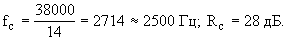 f_c = 38000/14 = 2714 ≈ 2500 Гц; R_c = 28 дБ.